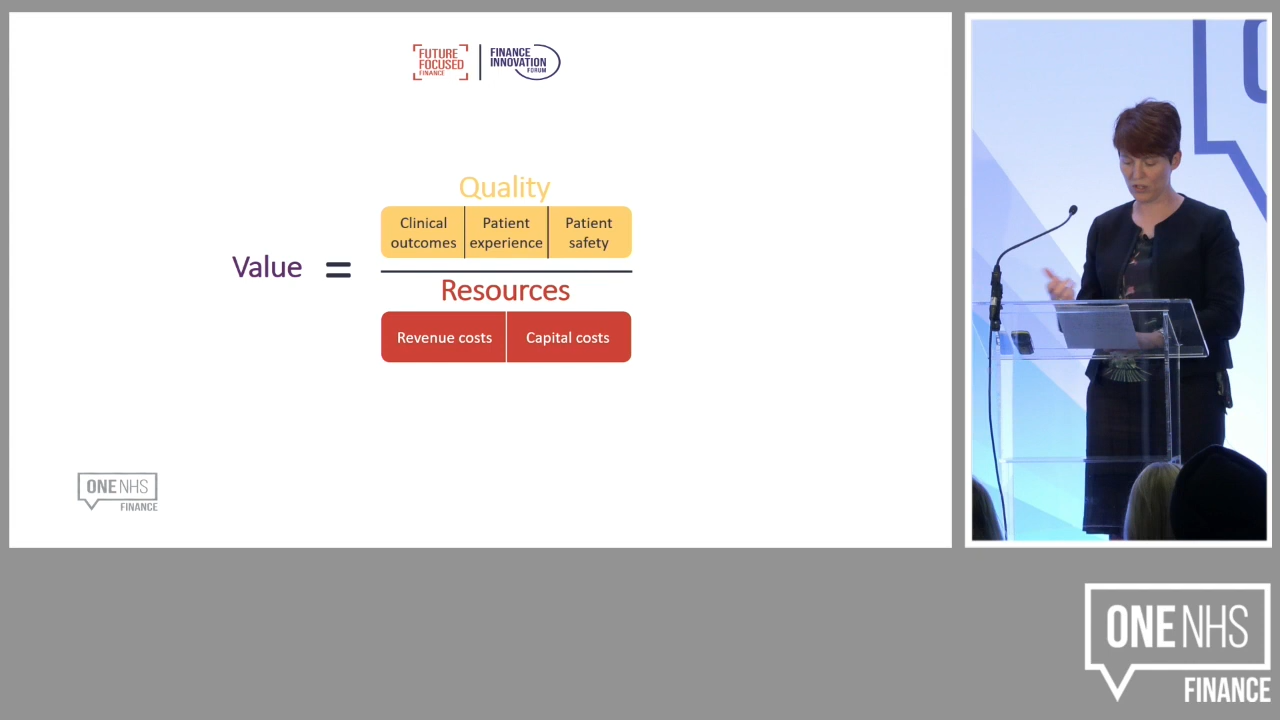 FUTURE
FOCUSED
FINANCE
FINANCE
INNOVATION
FORUM
Quality
Clinical outcomes
Patient experience
Patient safety
Value =
Resources
Revenue costs
Capital costs
ONE NHS
FINANCE
ONE NHS
FINANCE